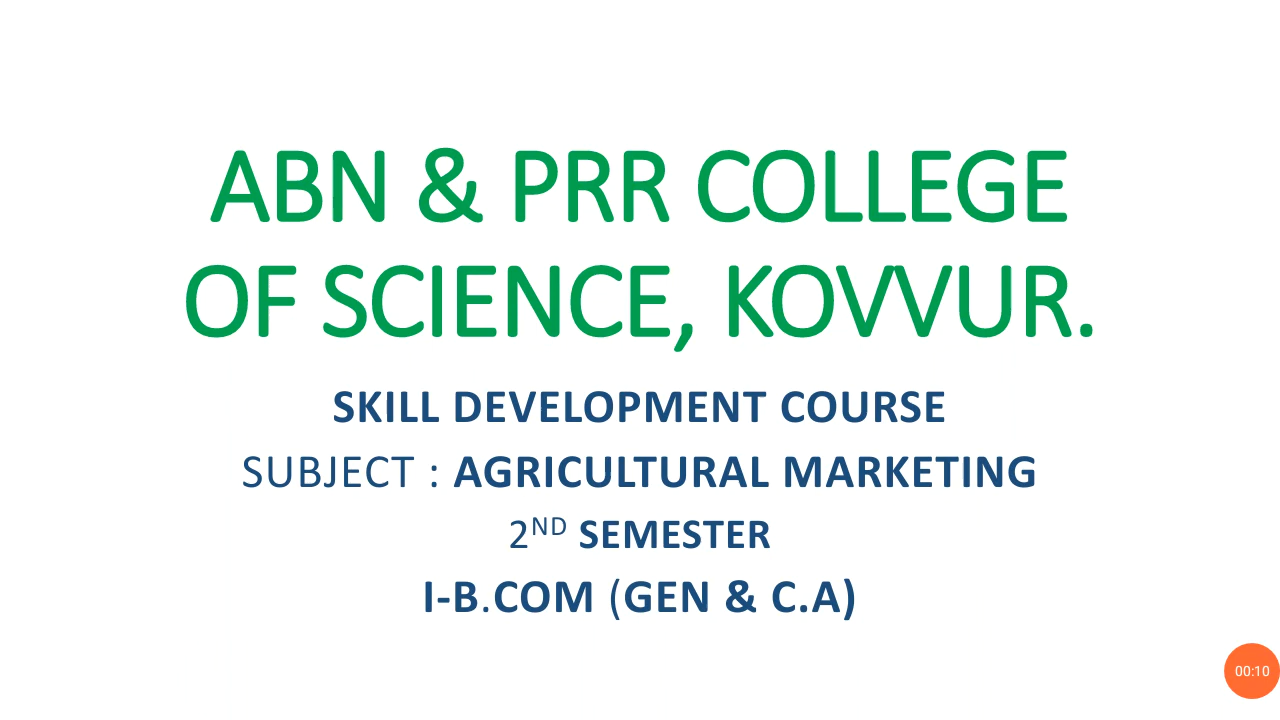 ABN & PRR COLLEGE
OF SCIENCE, KOVVUR.
SKILL DEVELOPMENT COURSE
SUBJECT : AGRICULTURAL MARKETING
2ND SEMESTER
I-B.COM (GEN & C.A)
00:10